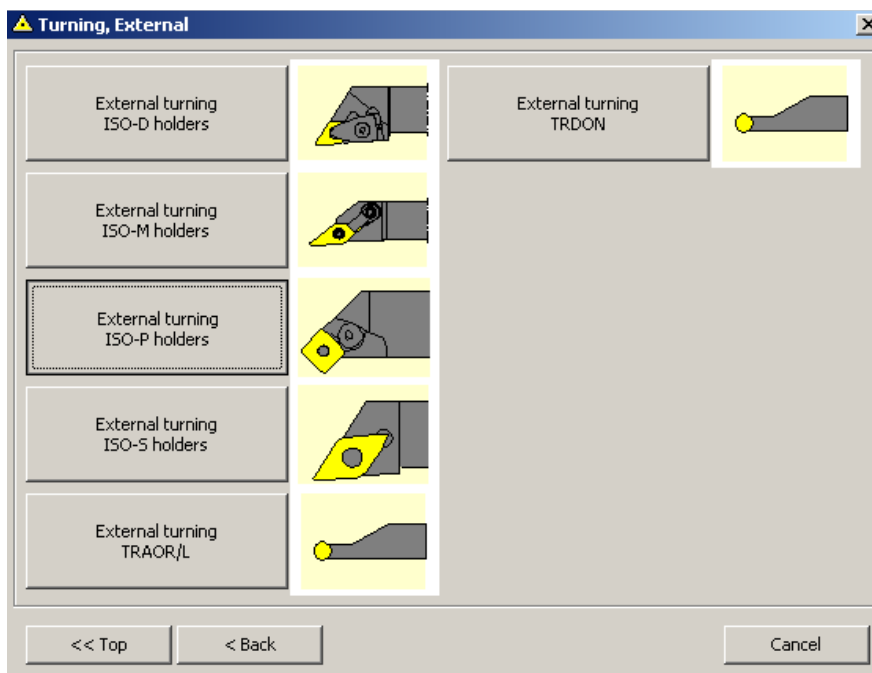 Turning, External
External turning
ISO-D holders
External turning
TRDON
External turning
ISO-M holders
External turning
ISO-P holders
External turning
ISO-S holders
External turning
TRAOR/L
<< Top
< Back
Cancel